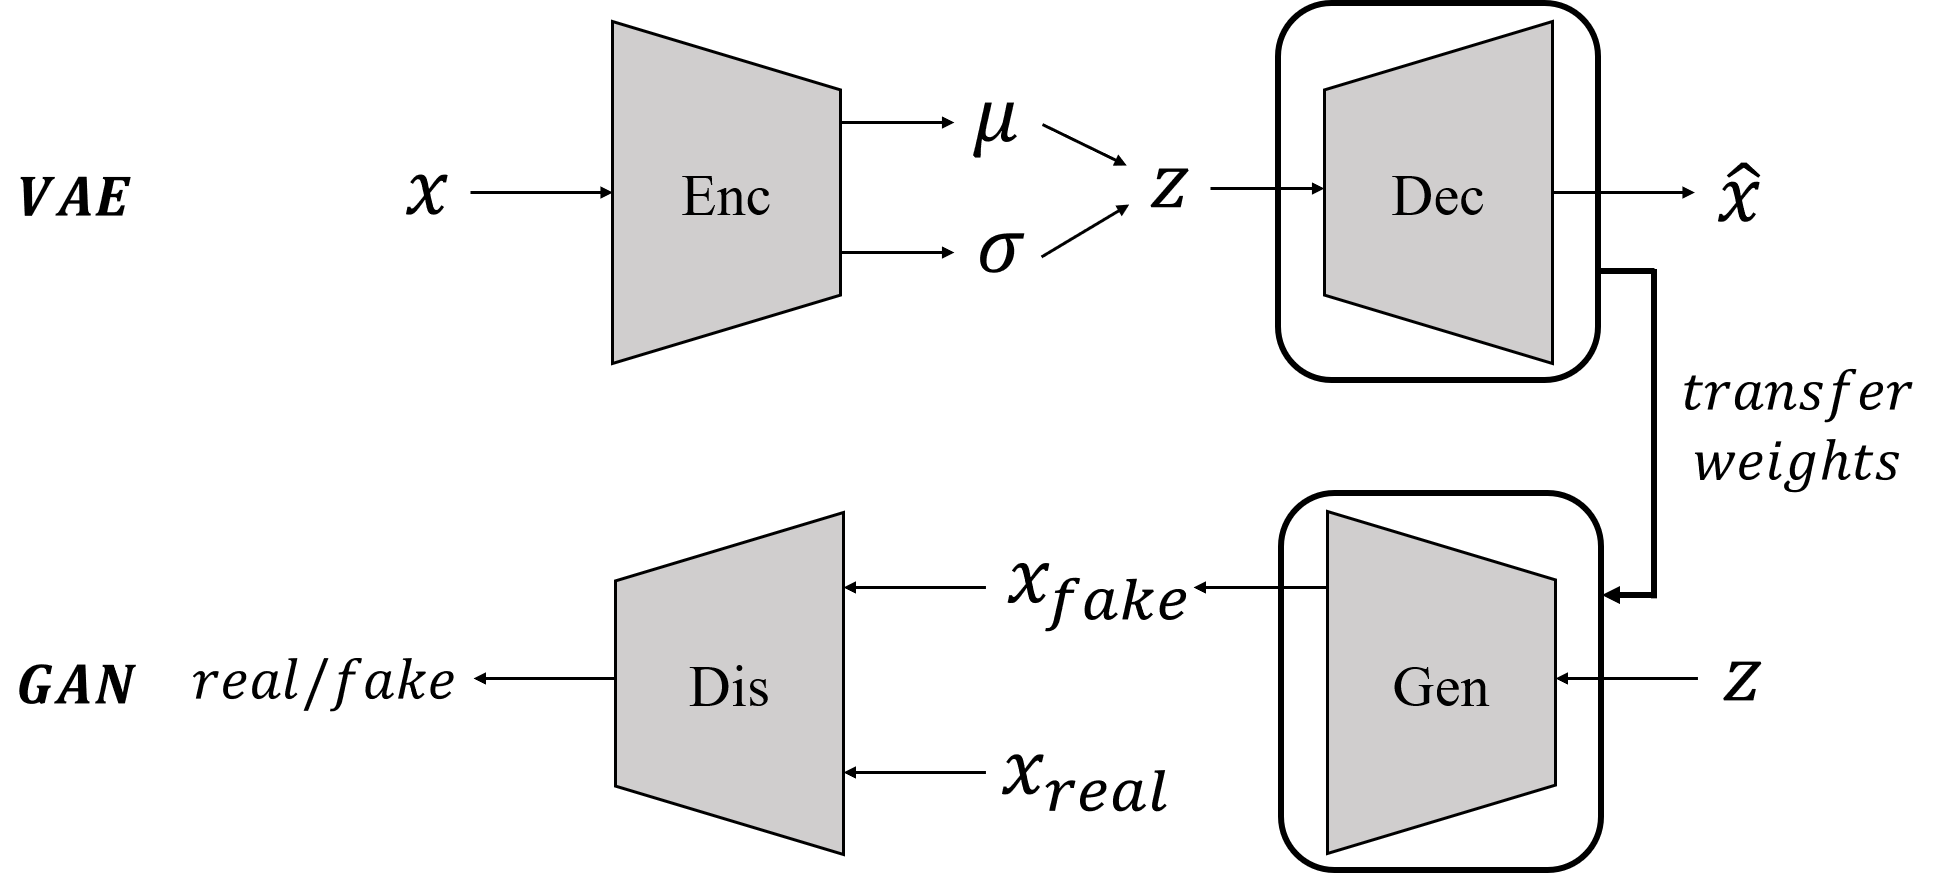 VAE
x
Enc
μ
σ
z
Dec
x̂
transfer
weights
GAN
real/fake
Dis
x_fake
x_real
Gen
z